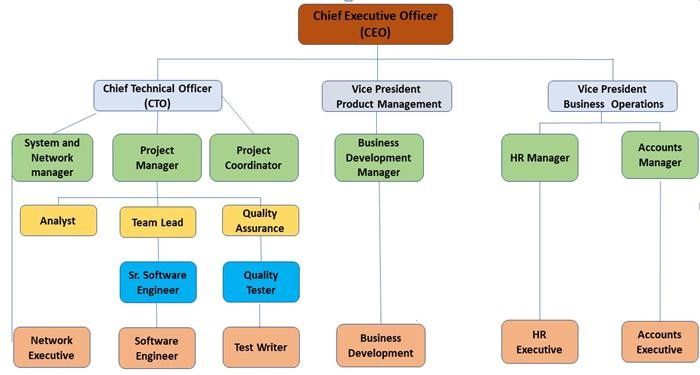 Chief Executive Officer
(CEO)
Chief Technical Officer
(CTO)
Vice President
Product Management
Vice President
Business Operations
System and
Network
manager
Project
Manager
Project
Coordinator
Business
Development
Manager
HR Manager
Accounts
Manager
Analyst
Team Lead
Quality
Assurance
Sr. Software
Engineer
Quality
Tester
Network
Executive
Software
Engineer
Test Writer
Business
Development
HR
Executive
Accounts
Executive